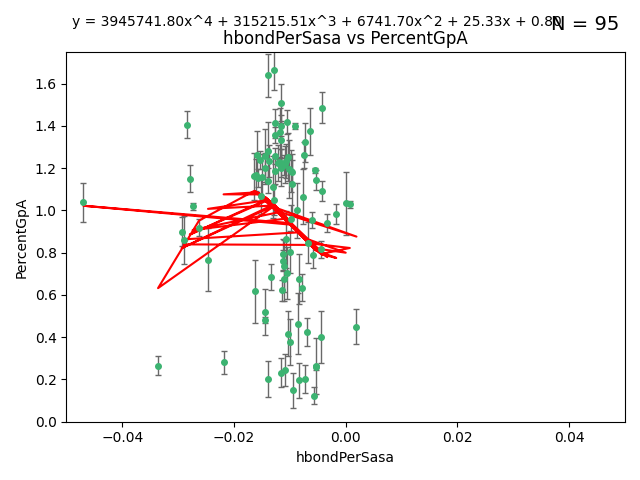 y = 3945741.80x^4 + 315215.51x^3 + 6741.70x^2 + 25.33x + 0.80
N = 95
hbondPerSasa vs PercentGpA
PercentGpA
1.6
1.4
1.2
1.0
0.8
0.6
0.4
0.2
0.0
−0.04
−0.02
0.00
0.02
0.04
hbondPerSasa